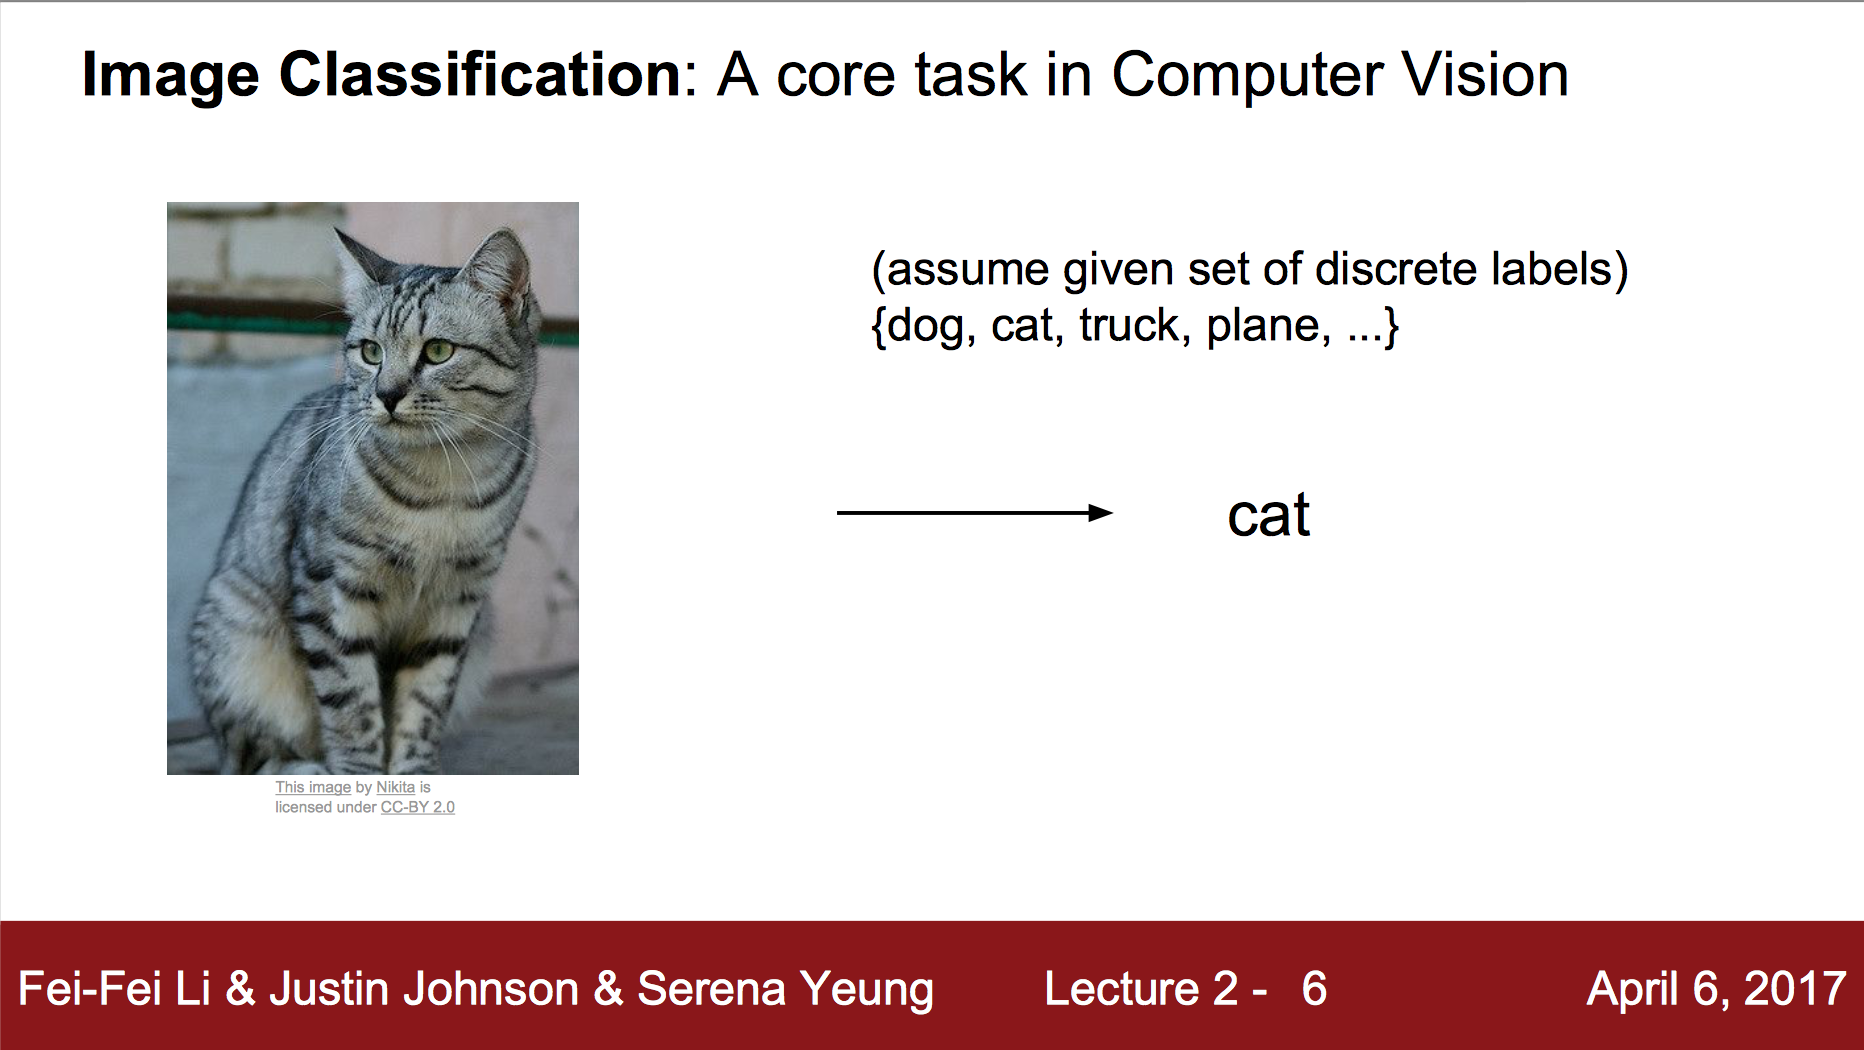 Image Classification: A core task in Computer Vision
(assume given set of discrete labels)
{dog, cat, truck, plane, ...}
cat
This image by Nikita is
licensed under CC-BY 2.0
Fei-Fei Li & Justin Johnson & Serena Yeung Lecture 2 - 6 April 6, 2017